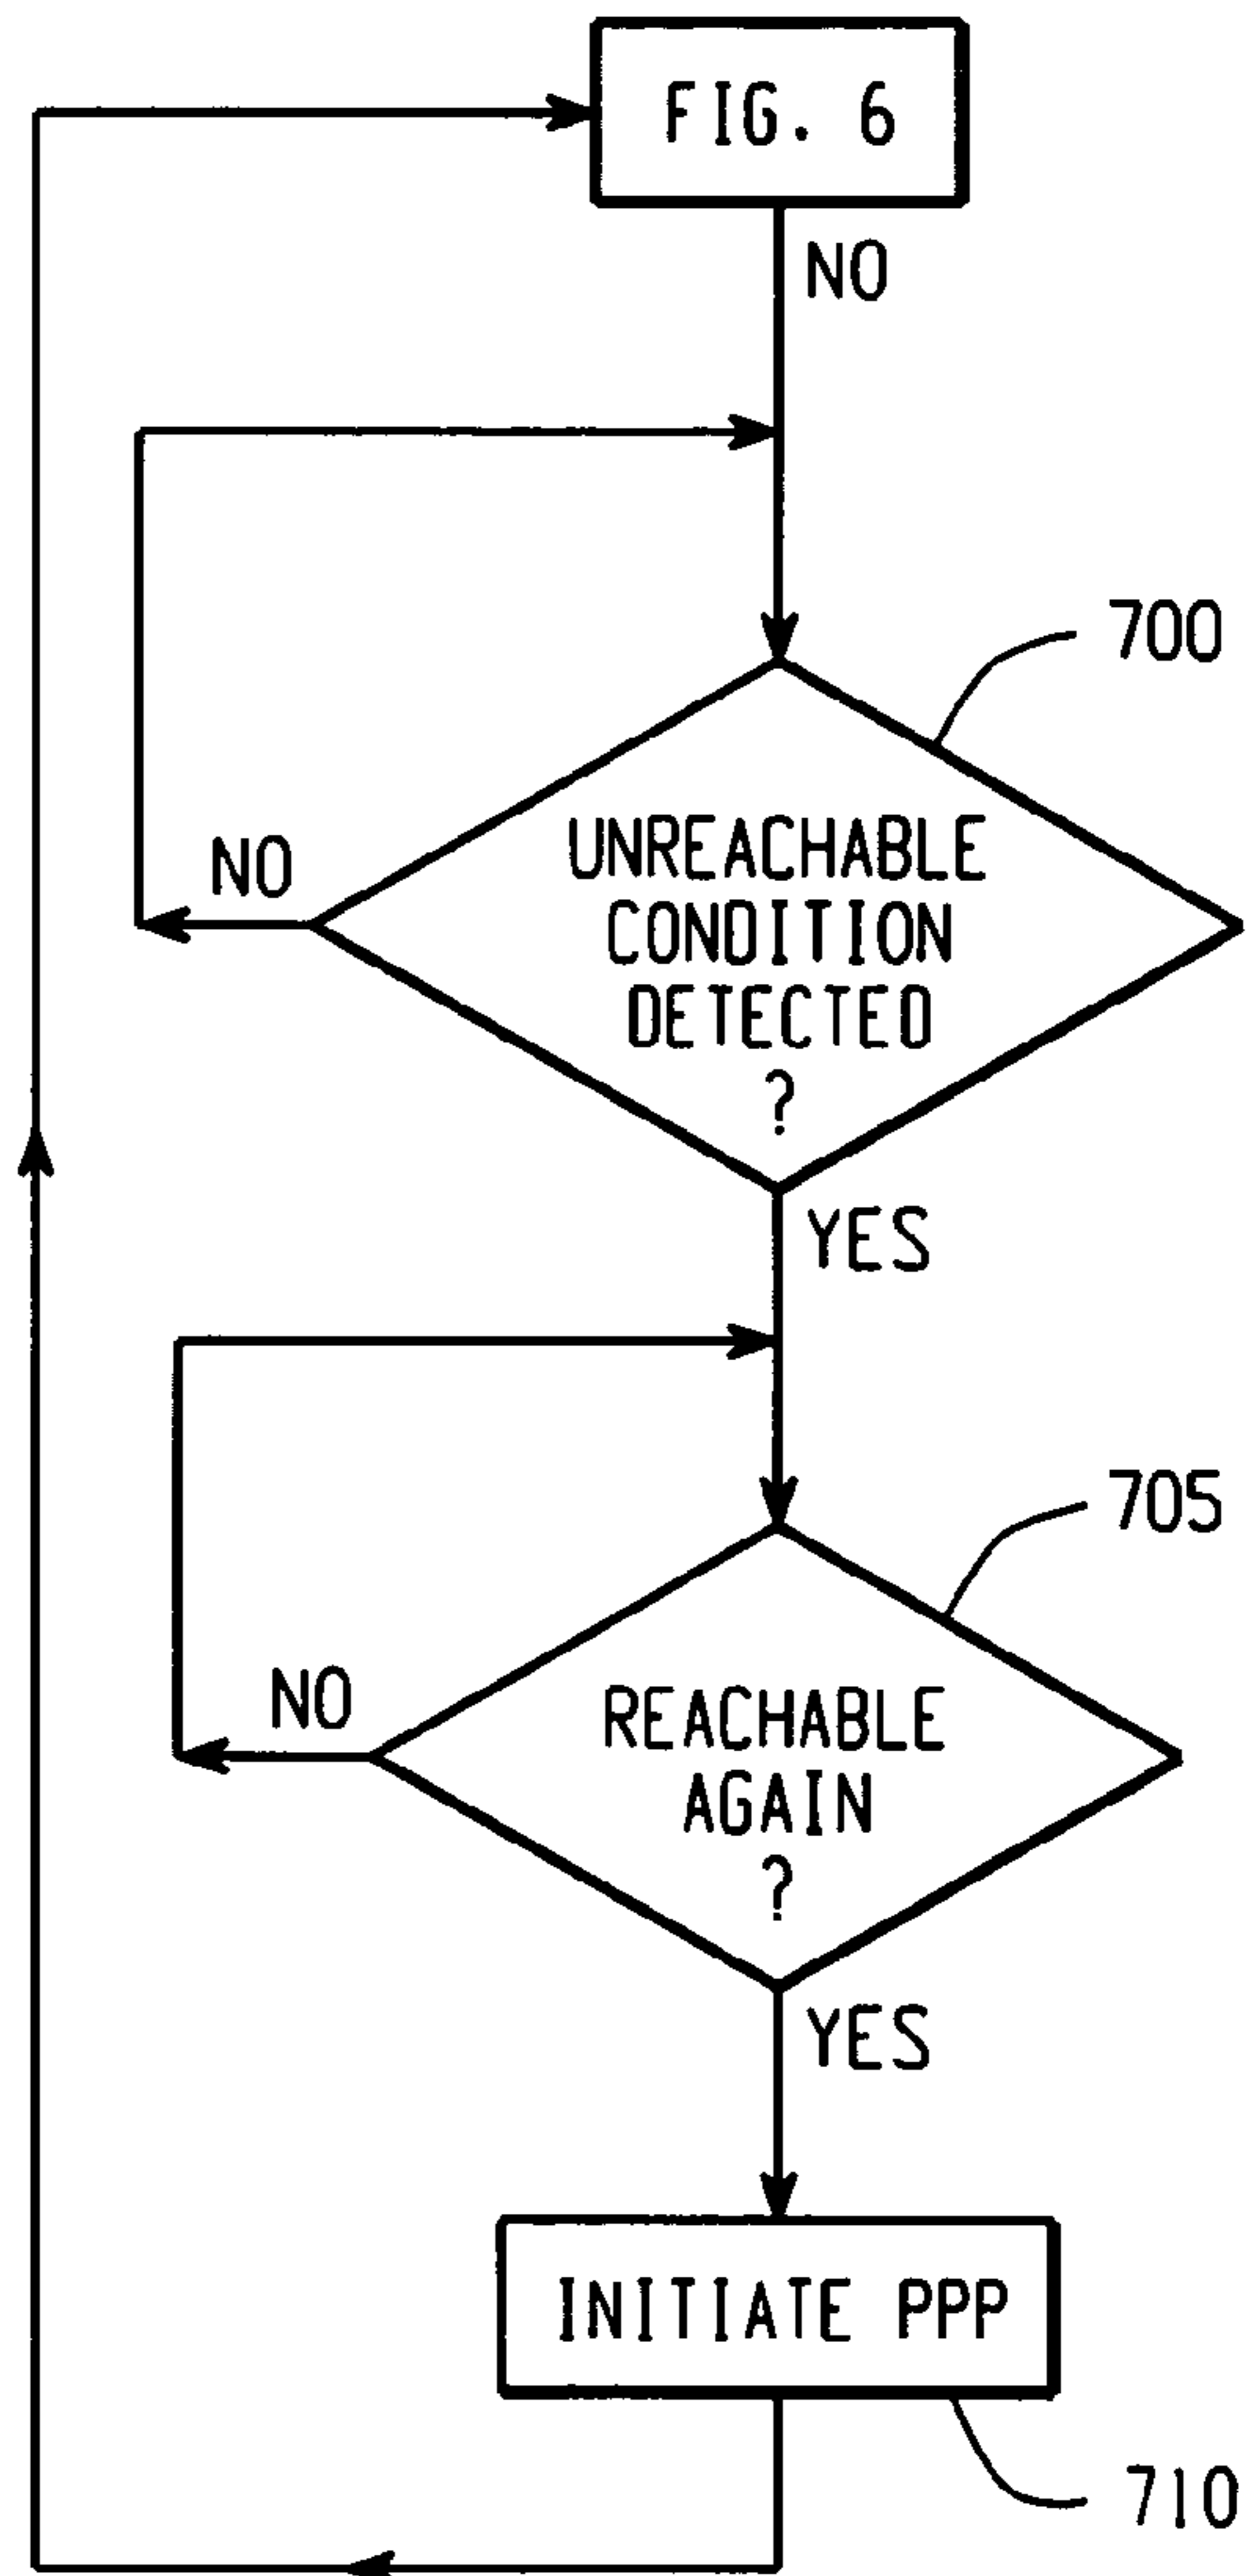 FIG. 6
NO
700
UNREACHABLE
CONDITION
DETECTED
?
NO
YES
705
REACHABLE
AGAIN
?
NO
YES
INITIATE PPP
710